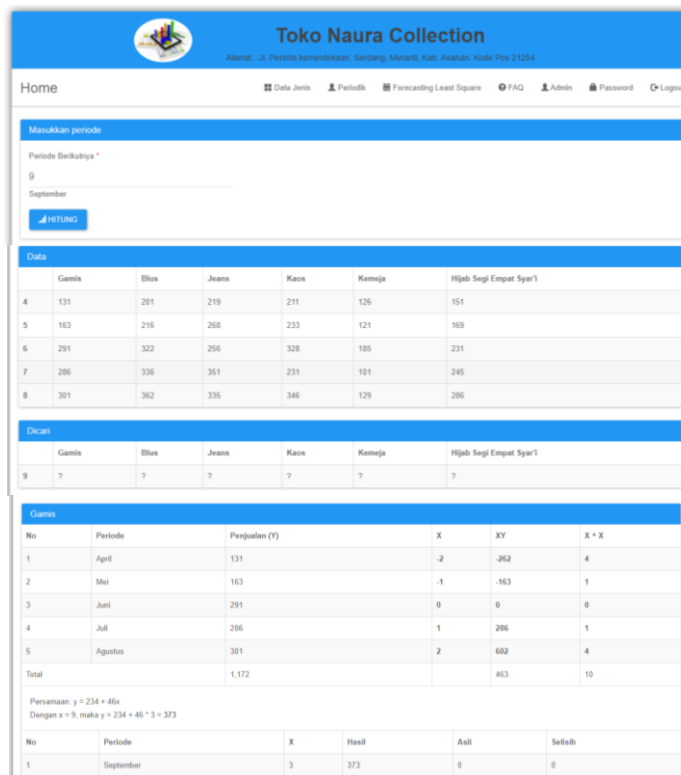 Toko Naura Collection
Alamat : Jl. Perintis kemerdekaan, Serdang, Meranti, Kab. Asahan. Kode Pos 21254
Home Data Jenis Periodik Forecasting Least Square FAQ Admin Password Logou
Masukkan periode
Periode Berikutnya *
9
September
HITUNG
Data
Gamis Blus Jeans Kaos Kemeja Hijab Segi Empat Syar'i
4 131 201 219 211 126 151
5 163 216 268 233 121 169
6 291 322 256 328 185 231
7 286 336 351 231 101 245
8 301 362 335 346 129 286
Dicari
Gamis Blus Jeans Kaos Kemeja Hijab Segi Empat Syar'i
9 ? ? ? ? ? ?
Gamis
No Periode Penjualan (Y) X XY X ^ X
1 April 131 -2 -262 4
2 Mei 163 -1 -163 1
3 Juni 291 0 0 0
4 Juli 286 1 286 1
5 Agustus 301 2 602 4
Total 1,172 463 10
Persamaan: y = 234 + 46x
Dengan x = 9, maka y = 234 + 46 * 3 = 373
No Periode X Hasil Asli Selisih
1 September 3 373 0 0